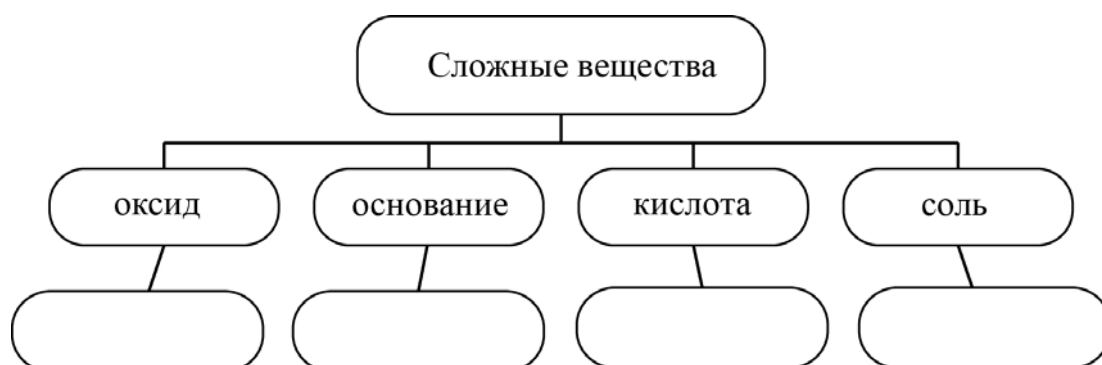 Сложные вещества
оксид
основание
кислота
соль